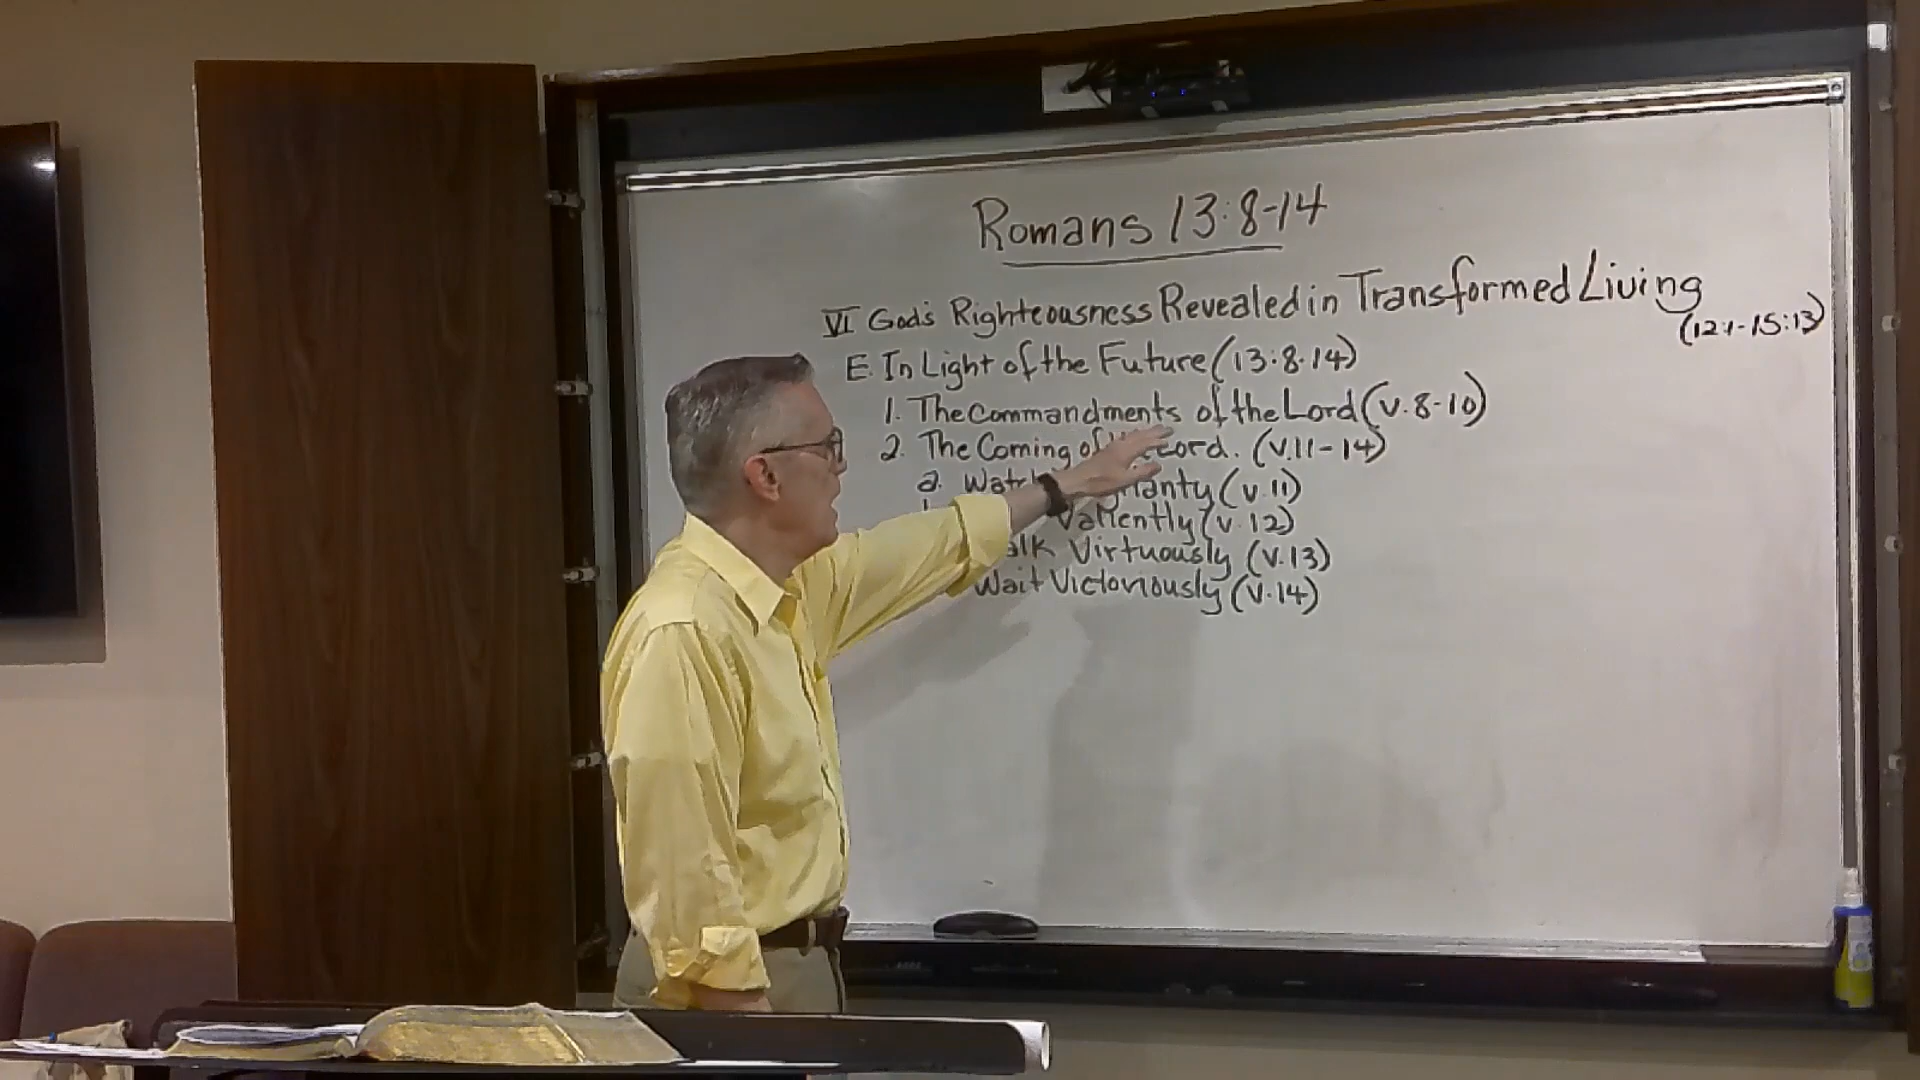 Romans 13:8-14
VI God's Righteousness Revealed in Transformed Living
(12:1-15:13)
E. In Light of the Future (13:8-14)
1. The Commandments of the Lord (v.8-10)
2. The Coming of Lord. (v.11-14)
a. (v.11)
Valiently (v.12)
Virtuously (v.13)
Wait Victoriously (v.14)